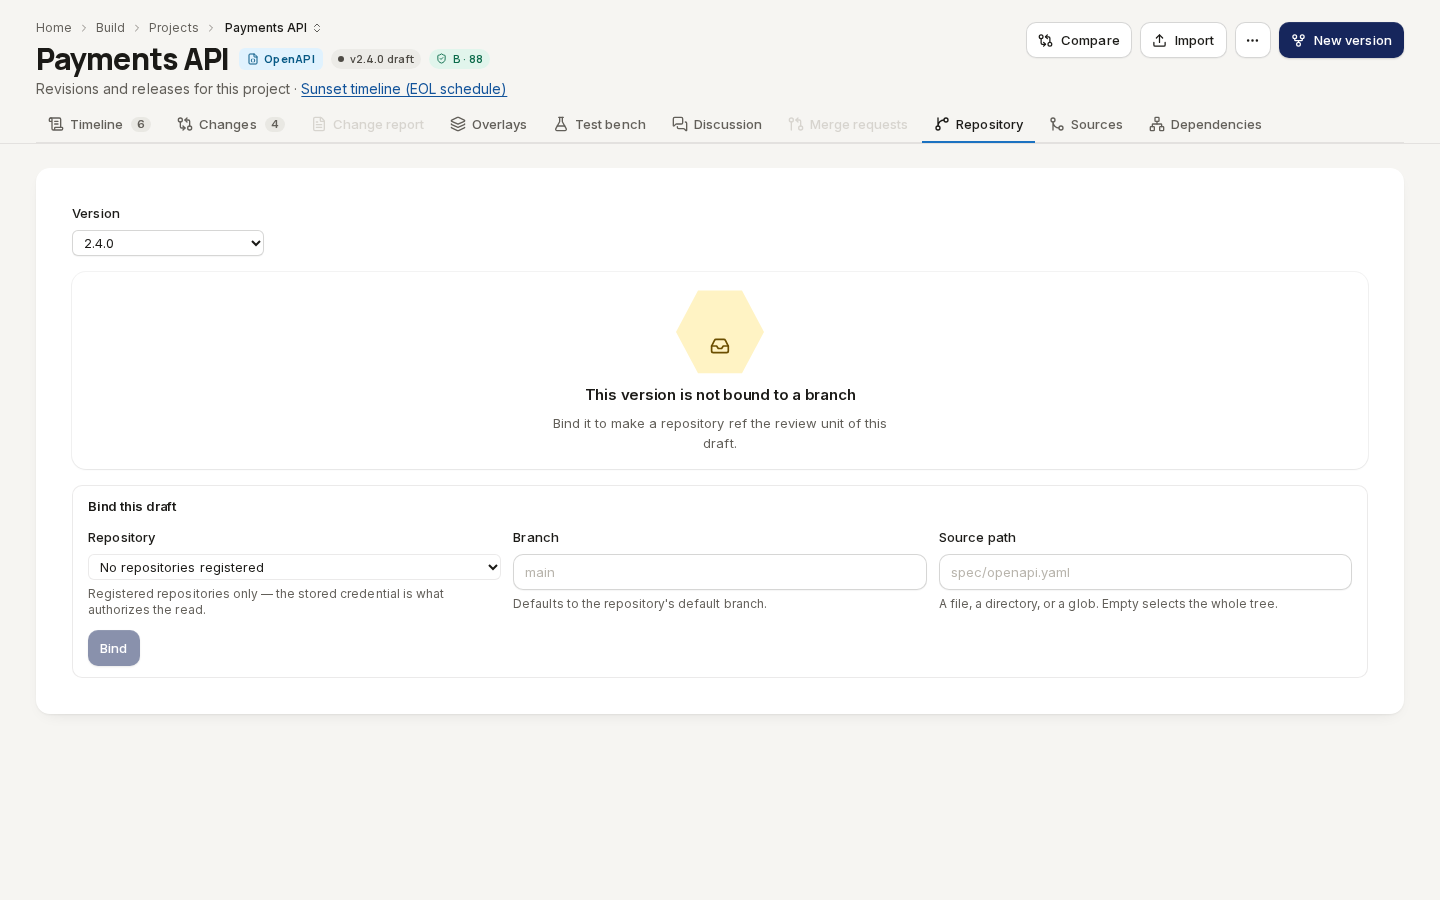 Home > Build > Projects > Payments API
Payments API
OpenAPI
v2.4.0 draft
B · 88
Revisions and releases for this project · Sunset timeline (EOL schedule)
Compare
Import
New version
Timeline 6
Changes 4
Change report
Overlays
Test bench
Discussion
Merge requests
Repository
Sources
Dependencies
Version
2.4.0
This version is not bound to a branch
Bind it to make a repository ref the review unit of this
draft.
Bind this draft
Repository
No repositories registered
Registered repositories only — the stored credential is what
authorizes the read.
Branch
main
Defaults to the repository's default branch.
Source path
spec/openapi.yaml
A file, a directory, or a glob. Empty selects the whole tree.
Bind